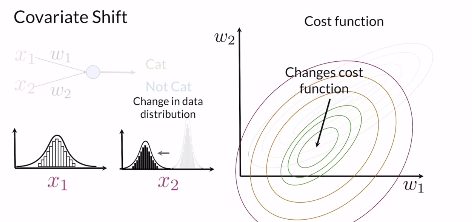 Covariate Shift
Cost function
x₁ w₁
Cat
x₂ w₂
Not Cat
Change in data
distribution
x₁
x₂
w₂
Changes cost
function
w₁